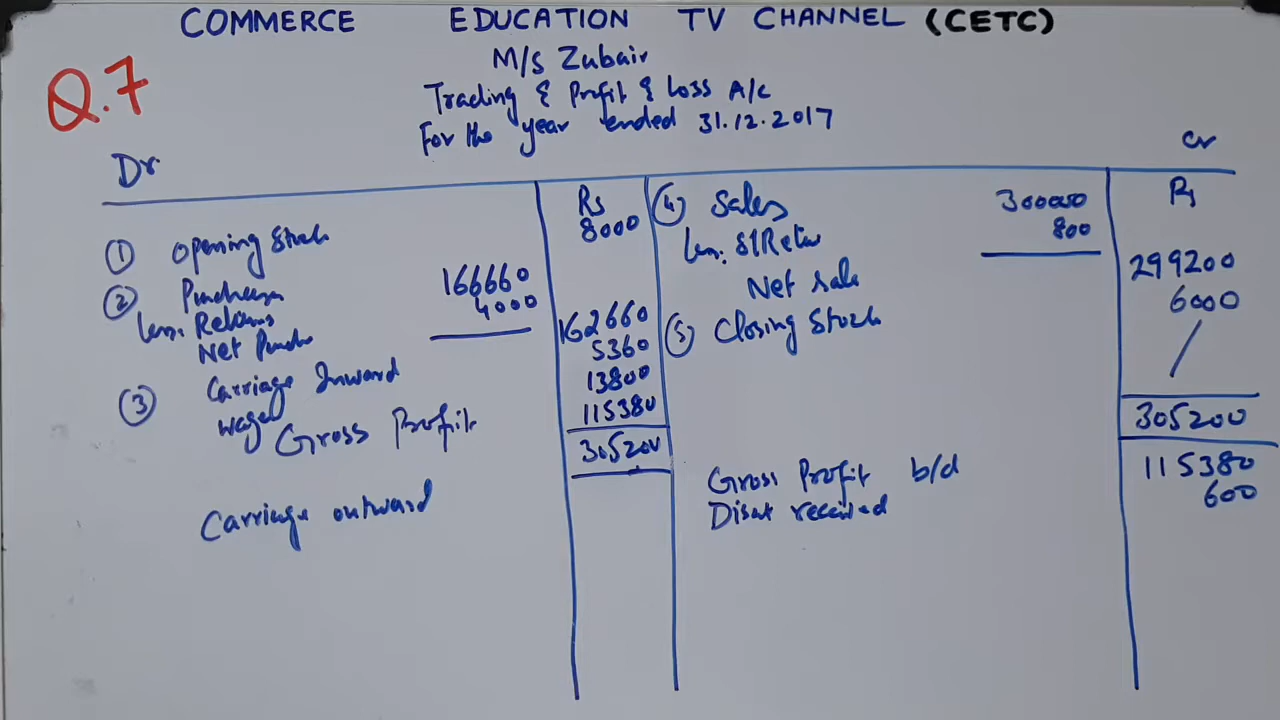 COMMERCE EDUCATION TV CHANNEL (CETC)
Q.7
M/S Zubair
Trading & Profit & Loss A/c
For the year ended 31.12.2017
Dr
Cr
Rs
Rs
① Opening Stock 8000
② Purchases 166660
Less: Returns 4000
Net Purch 162660
③ Carriage Inward 5360
wages 13800
Gross Profit 115380
305200
Carriage outward
④ Sales 300000
Less: S/Retu 800
Net sale 299200
⑤ Closing Stock 6000
305200
Gross Profit b/d 115380
Disct received 600